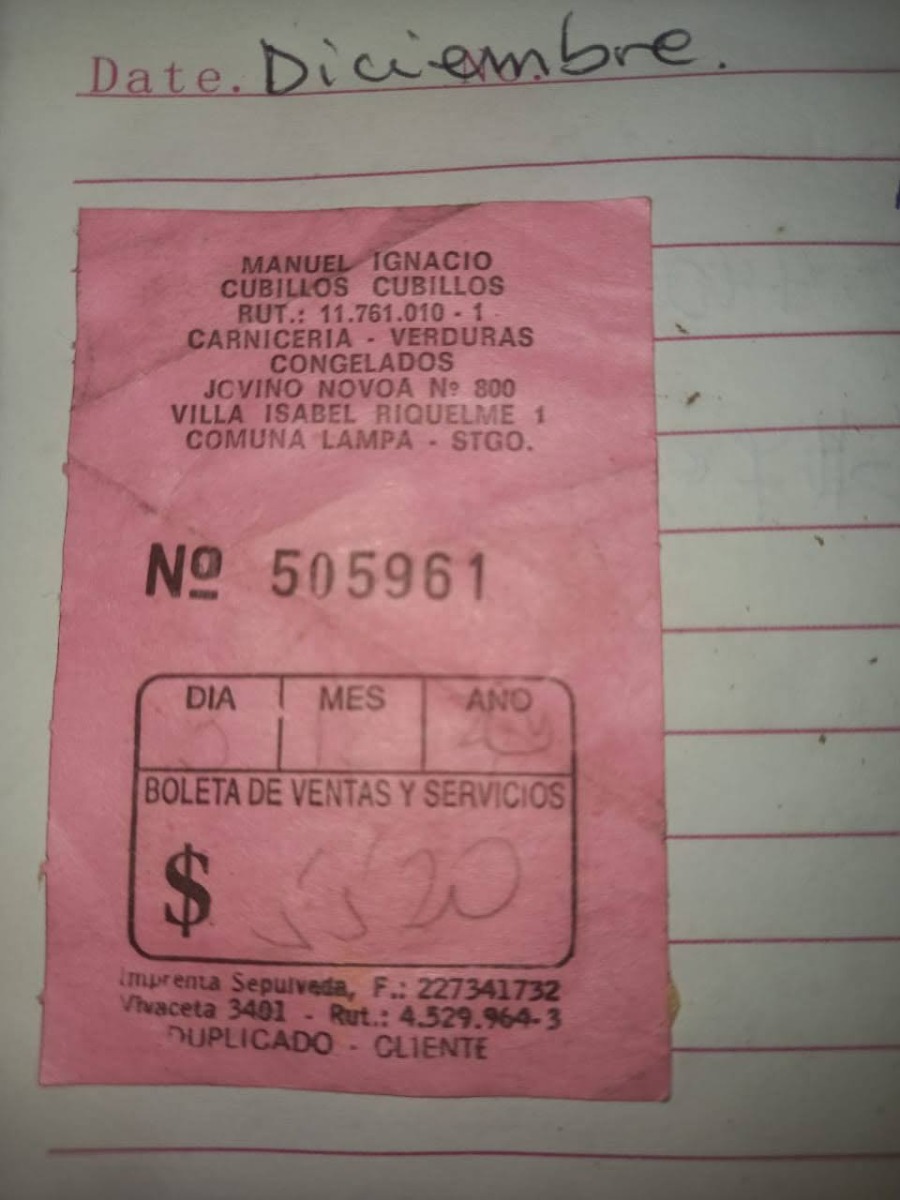 Date. Diciembre.
MANUEL IGNACIO
CUBILLOS CUBILLOS
RUT.: 11.761.010 - 1
CARNICERIA - VERDURAS
CONGELADOS
JOVINO NOVOA Nº 800
VILLA ISABEL RIQUELME 1
COMUNA LAMPA - STGO.
Nº 505961
DIA MES AÑO
BOLETA DE VENTAS Y SERVICIOS
$ 5520
Imprenta Sepulveda, F.: 227341732
Vivaceta 3401 - Rut.: 4.529.964-3
DUPLICADO - CLIENTE